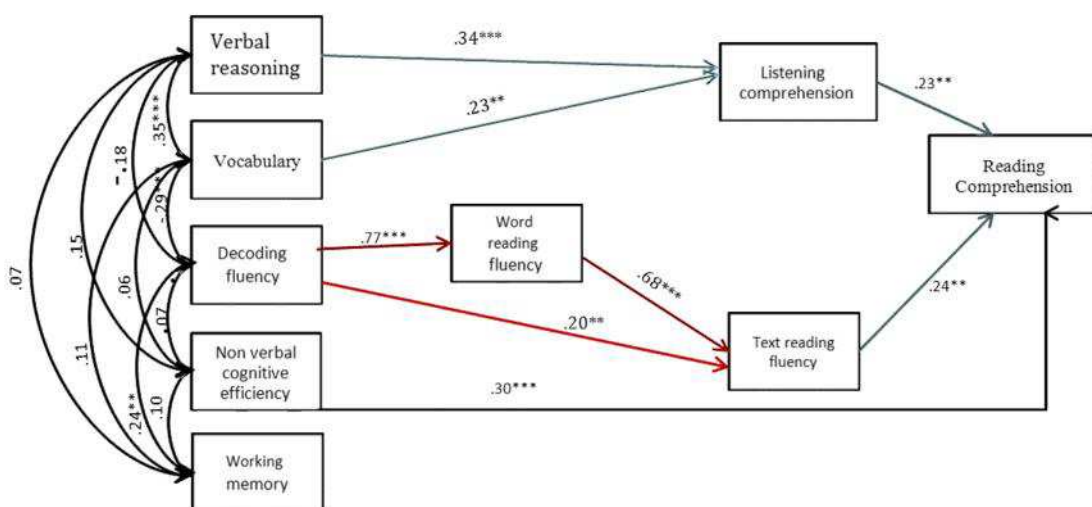 Verbal
reasoning
Vocabulary
Decoding
fluency
Non verbal
cognitive
efficiency
Working
memory
Word
reading
fluency
Listening
comprehension
Text reading
fluency
Reading
Comprehension
.34***
.23**
.23**
.77***
.68***
.20**
.24**
.30***
.35***
-.18
-.29***
.15
.07
.06
.07
.11
.24**
.10